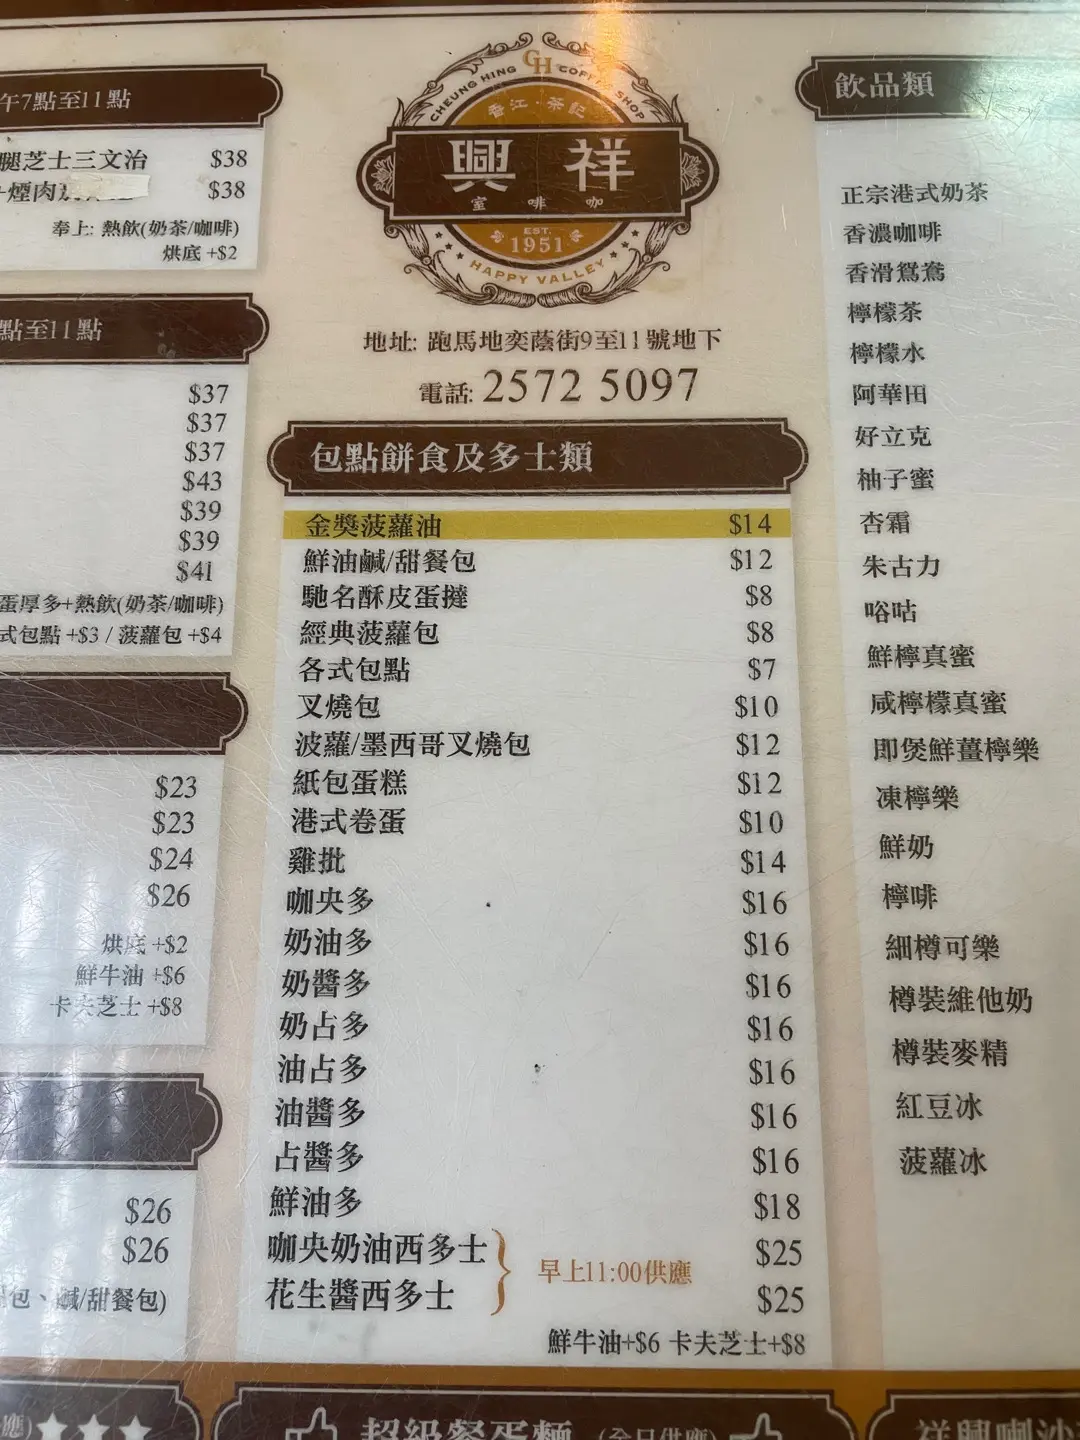 午7點至11點
腿芝士三文治 $38
煙肉 $38
奉上: 熱飲(奶茶/咖啡)
烘底 +$2
點至11點
$37
$37
$37
$43
$39
$39
$41
蛋厚多+熱飲(奶茶/咖啡)
式包點 +$3 / 菠蘿包 +$4
$23
$23
$24
$26
烘底 +$2
鮮牛油 +$6
卡夫芝士 +$8
$26
$26
包、鹹/甜餐包)
CHEUNG HING COFFEE SHOP
CH
香江·茶記
興祥
室啡咖
EST.
1951
HAPPY VALLEY
地址: 跑馬地奕蔭街9至11號地下
電話: 2572 5097
包點餅食及多士類
金獎菠蘿油 $14
鮮油鹹/甜餐包 $12
馳名酥皮蛋撻 $8
經典菠蘿包 $8
各式包點 $7
叉燒包 $10
波蘿/墨西哥叉燒包 $12
紙包蛋糕 $12
港式卷蛋 $10
雞批 $14
咖央多 $16
奶油多 $16
奶醬多 $16
奶占多 $16
油占多 $16
油醬多 $16
占醬多 $16
鮮油多 $18
咖央奶油西多士 $25
花生醬西多士 $25
早上11:00供應
鮮牛油+$6 卡夫芝士+$8
飲品類
正宗港式奶茶
香濃咖啡
香滑鴛鴦
檸檬茶
檸檬水
阿華田
好立克
柚子蜜
杏霜
朱古力
唂咕
鮮檸真蜜
咸檸檬真蜜
即煲鮮薑檸樂
凍檸樂
鮮奶
檸啡
細樽可樂
樽裝維他奶
樽裝麥精
紅豆冰
菠蘿冰
應)
超級餐蛋麵 (全日供應)
祥興喇沙